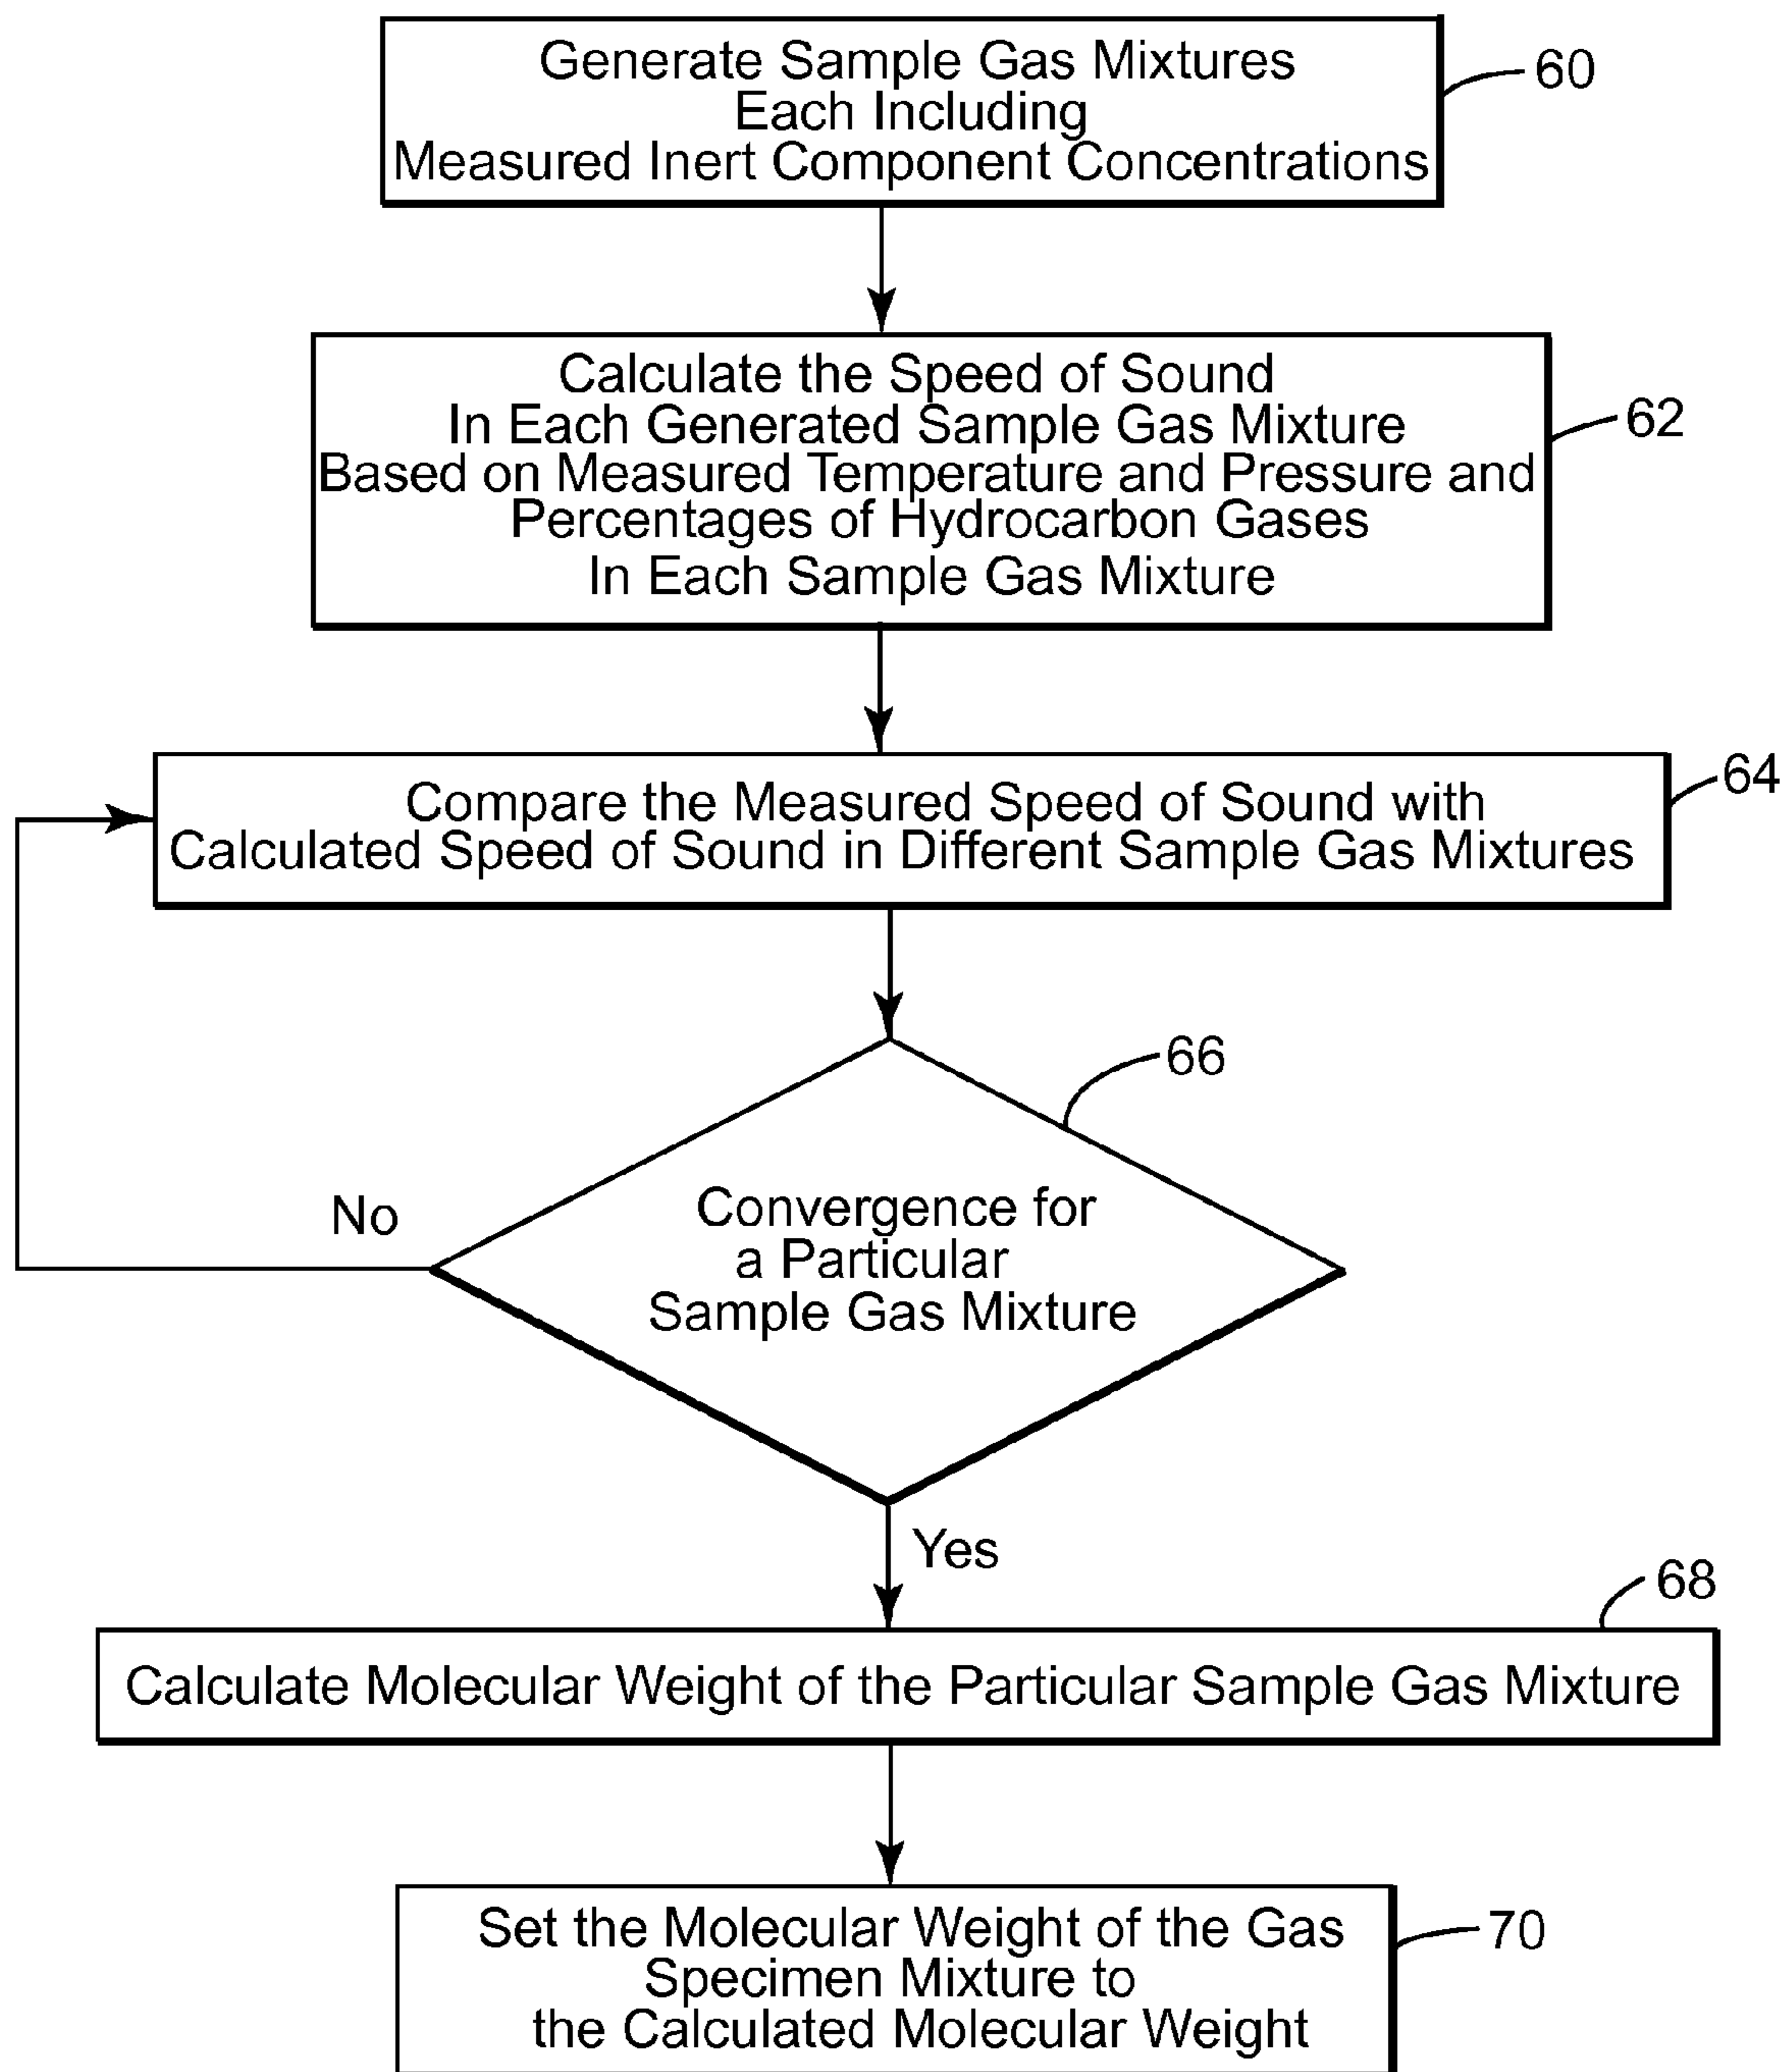 Generate Sample Gas Mixtures
Each Including
Measured Inert Component Concentrations
60
Calculate the Speed of Sound
In Each Generated Sample Gas Mixture
Based on Measured Temperature and Pressure and
Percentages of Hydrocarbon Gases
In Each Sample Gas Mixture
62
Compare the Measured Speed of Sound with
Calculated Speed of Sound in Different Sample Gas Mixtures
64
66
Convergence for
a Particular
Sample Gas Mixture
No
Yes
68
Calculate Molecular Weight of the Particular Sample Gas Mixture
Set the Molecular Weight of the Gas
Specimen Mixture to
the Calculated Molecular Weight
70